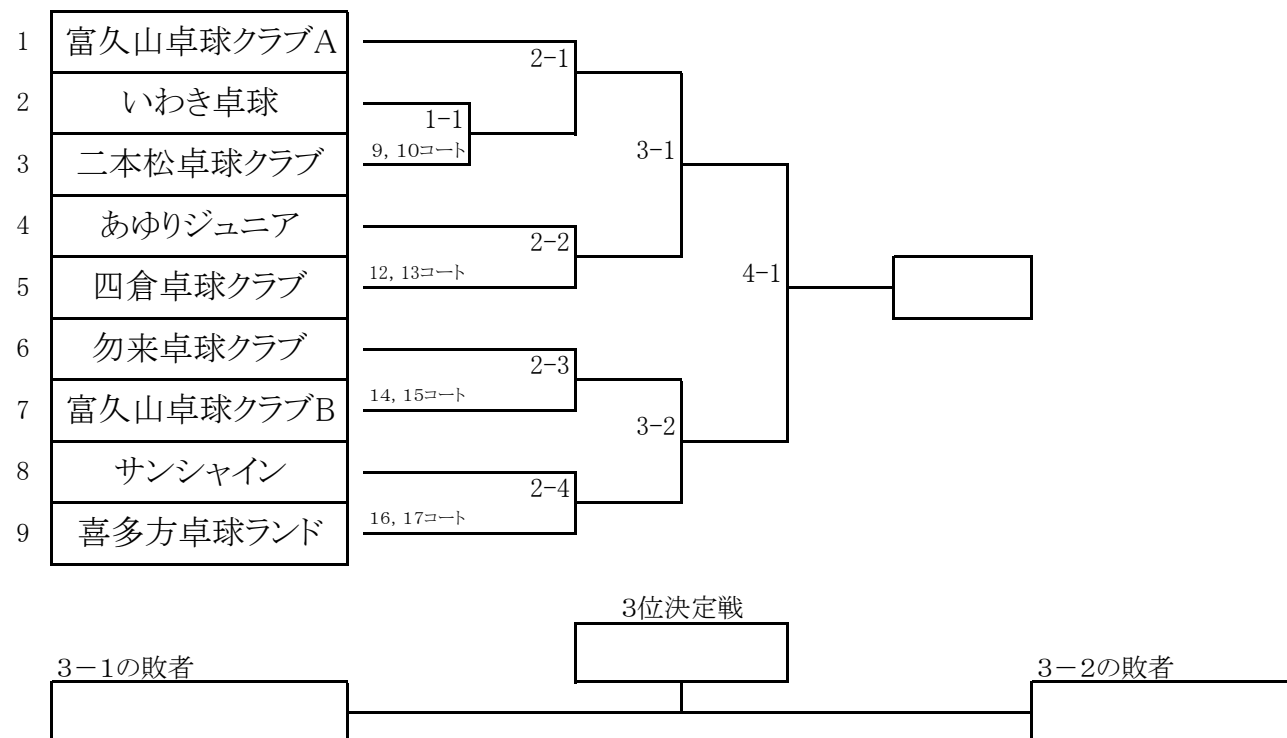 1 富久山卓球クラブA
2-1
2 いわき卓球
1-1
9, 10コート
3 二本松卓球クラブ
3-1
4 あゆりジュニア
2-2
12, 13コート
4-1
5 四倉卓球クラブ
6 勿来卓球クラブ
2-3
14, 15コート
7 富久山卓球クラブB
3-2
8 サンシャイン
2-4
16, 17コート
9 喜多方卓球ランド
3位決定戦
3-1の敗者
3-2の敗者